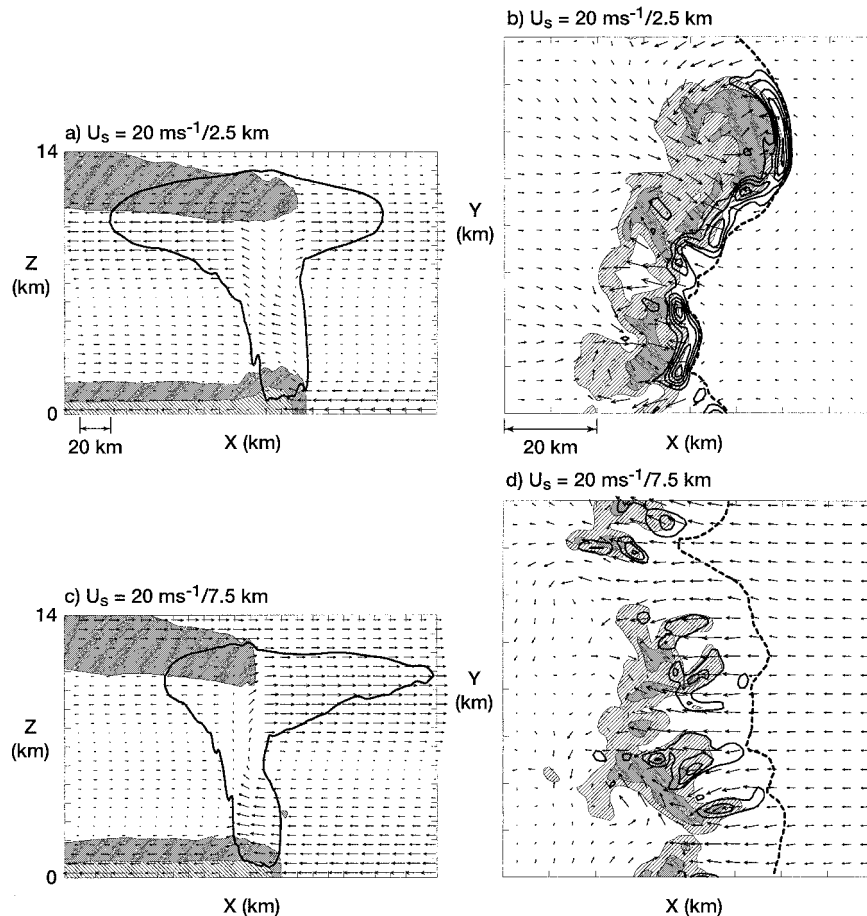 a) Us = 20 ms⁻¹/2.5 km
14
Z
(km)
0
20 km
X (km)
b) Us = 20 ms⁻¹/2.5 km
Y
(km)
20 km
X (km)
c) Us = 20 ms⁻¹/7.5 km
14
Z
(km)
0
X (km)
d) Us = 20 ms⁻¹/7.5 km
Y
(km)
X (km)